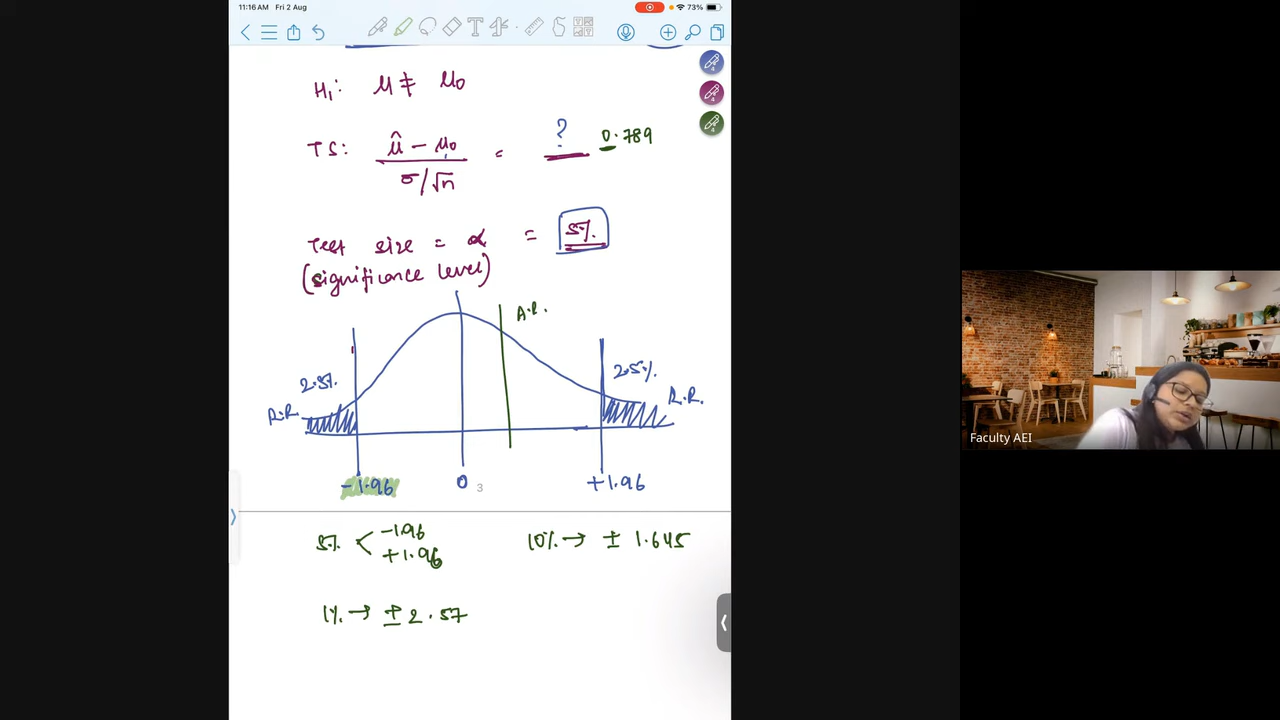 11:16 AM Fri 2 Aug
73%
H₁: μ ≠ μ₀
TS: μ̂ - μ₀ / σ/√n = ? 0.789
Test size = α = 5%.
(significance level)
A.R.
2.5%. 2.5%
R.R. R.R.
-1.96 0 3 +1.96
5% < -1.96 +1.96
10% → ± 1.645
1%. → ± 2.57
Faculty AEI